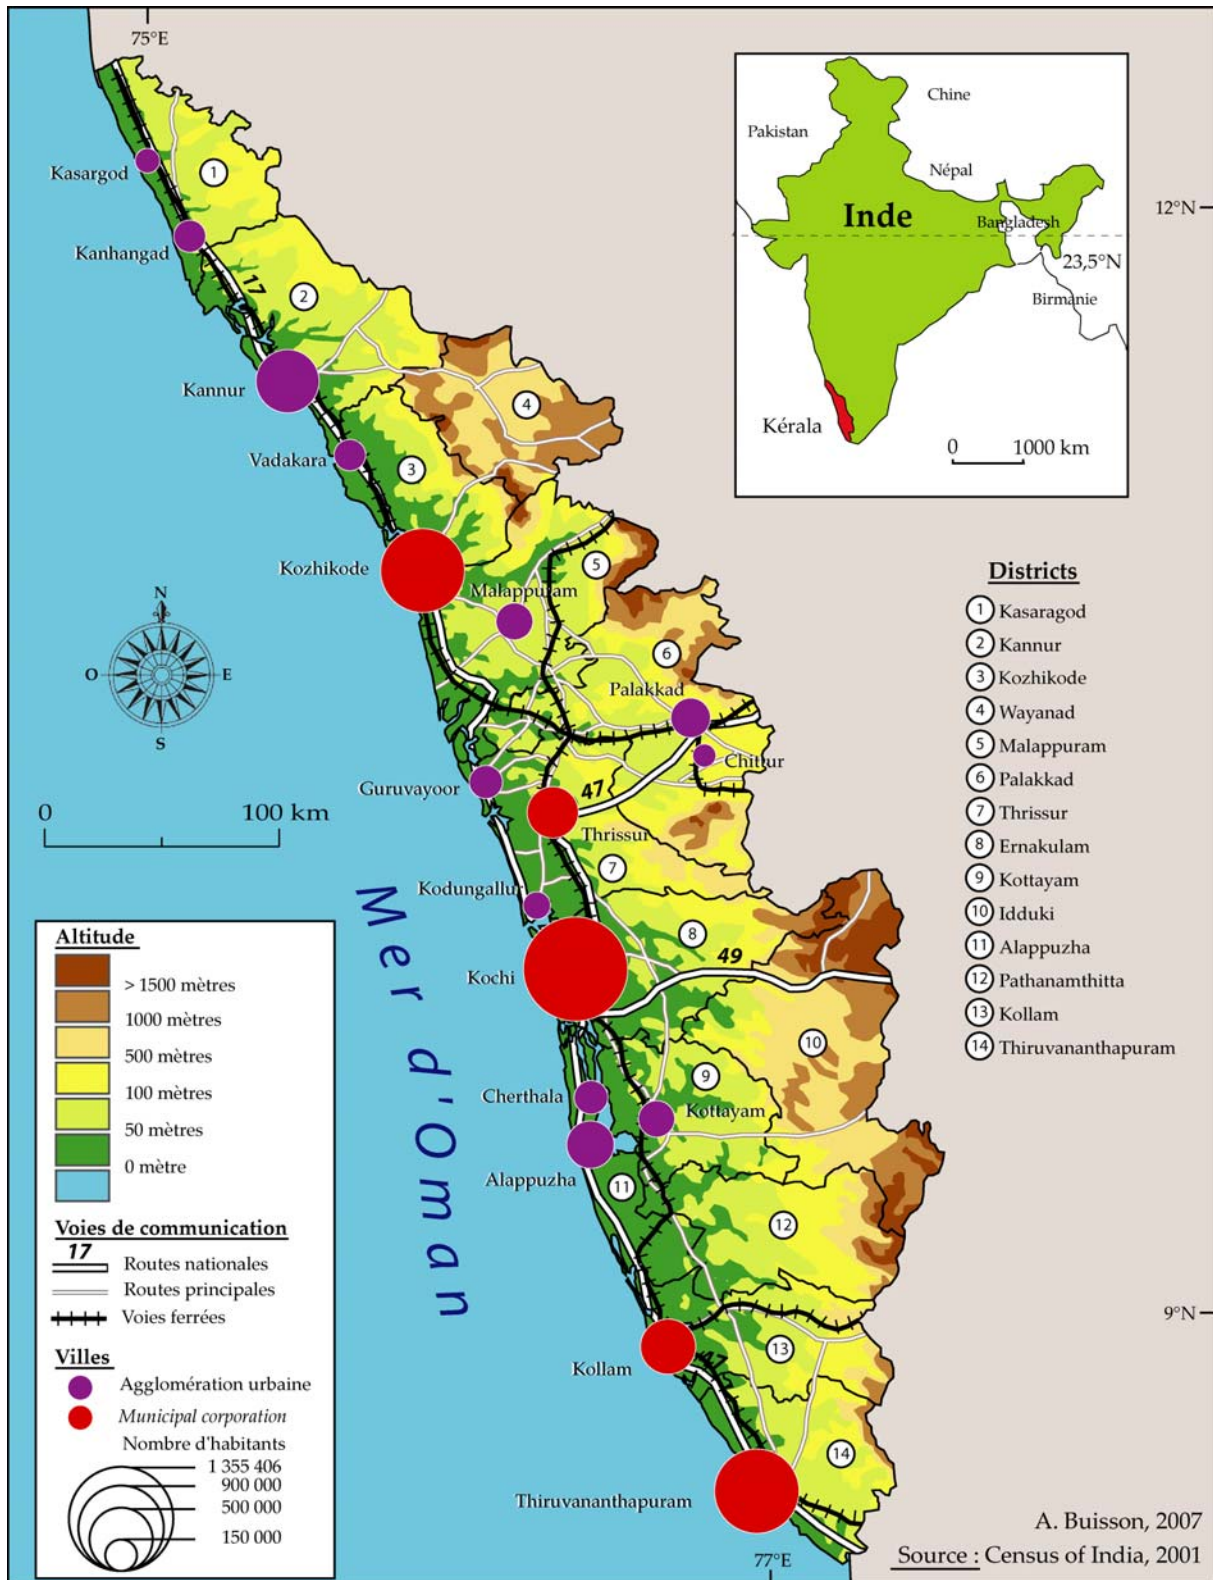 75°E
Chine
Pakistan
Népal
Inde
Bangladesh
23,5°N
Birmanie
Kérala
0 1000 km
12°N
Kasargod
1
Kanhangad
17
2
Kannur
4
Vadakara
3
Kozhikode
5
Malappuram
6
Palakkad
Chittur
Guruvayoor
47
Thrissur
7
Kodungallur
8
49
Kochi
10
9
Cherthala
Kottayam
Alappuzha
11
12
9°N
13
Kollam
47
14
Thiruvananthapuram
77°E
N
O E
S
0 100 km
Mer d'Oman
Districts
1 Kasaragod
2 Kannur
3 Kozhikode
4 Wayanad
5 Malappuram
6 Palakkad
7 Thrissur
8 Ernakulam
9 Kottayam
10 Idduki
11 Alappuzha
12 Pathanamthitta
13 Kollam
14 Thiruvananthapuram
Altitude
> 1500 mètres
1000 mètres
500 mètres
100 mètres
50 mètres
0 mètre
Voies de communication
17 Routes nationales
Routes principales
Voies ferrées
Villes
Agglomération urbaine
Municipal corporation
Nombre d'habitants
1 355 406
900 000
500 000
150 000
A. Buisson, 2007
Source : Census of India, 2001